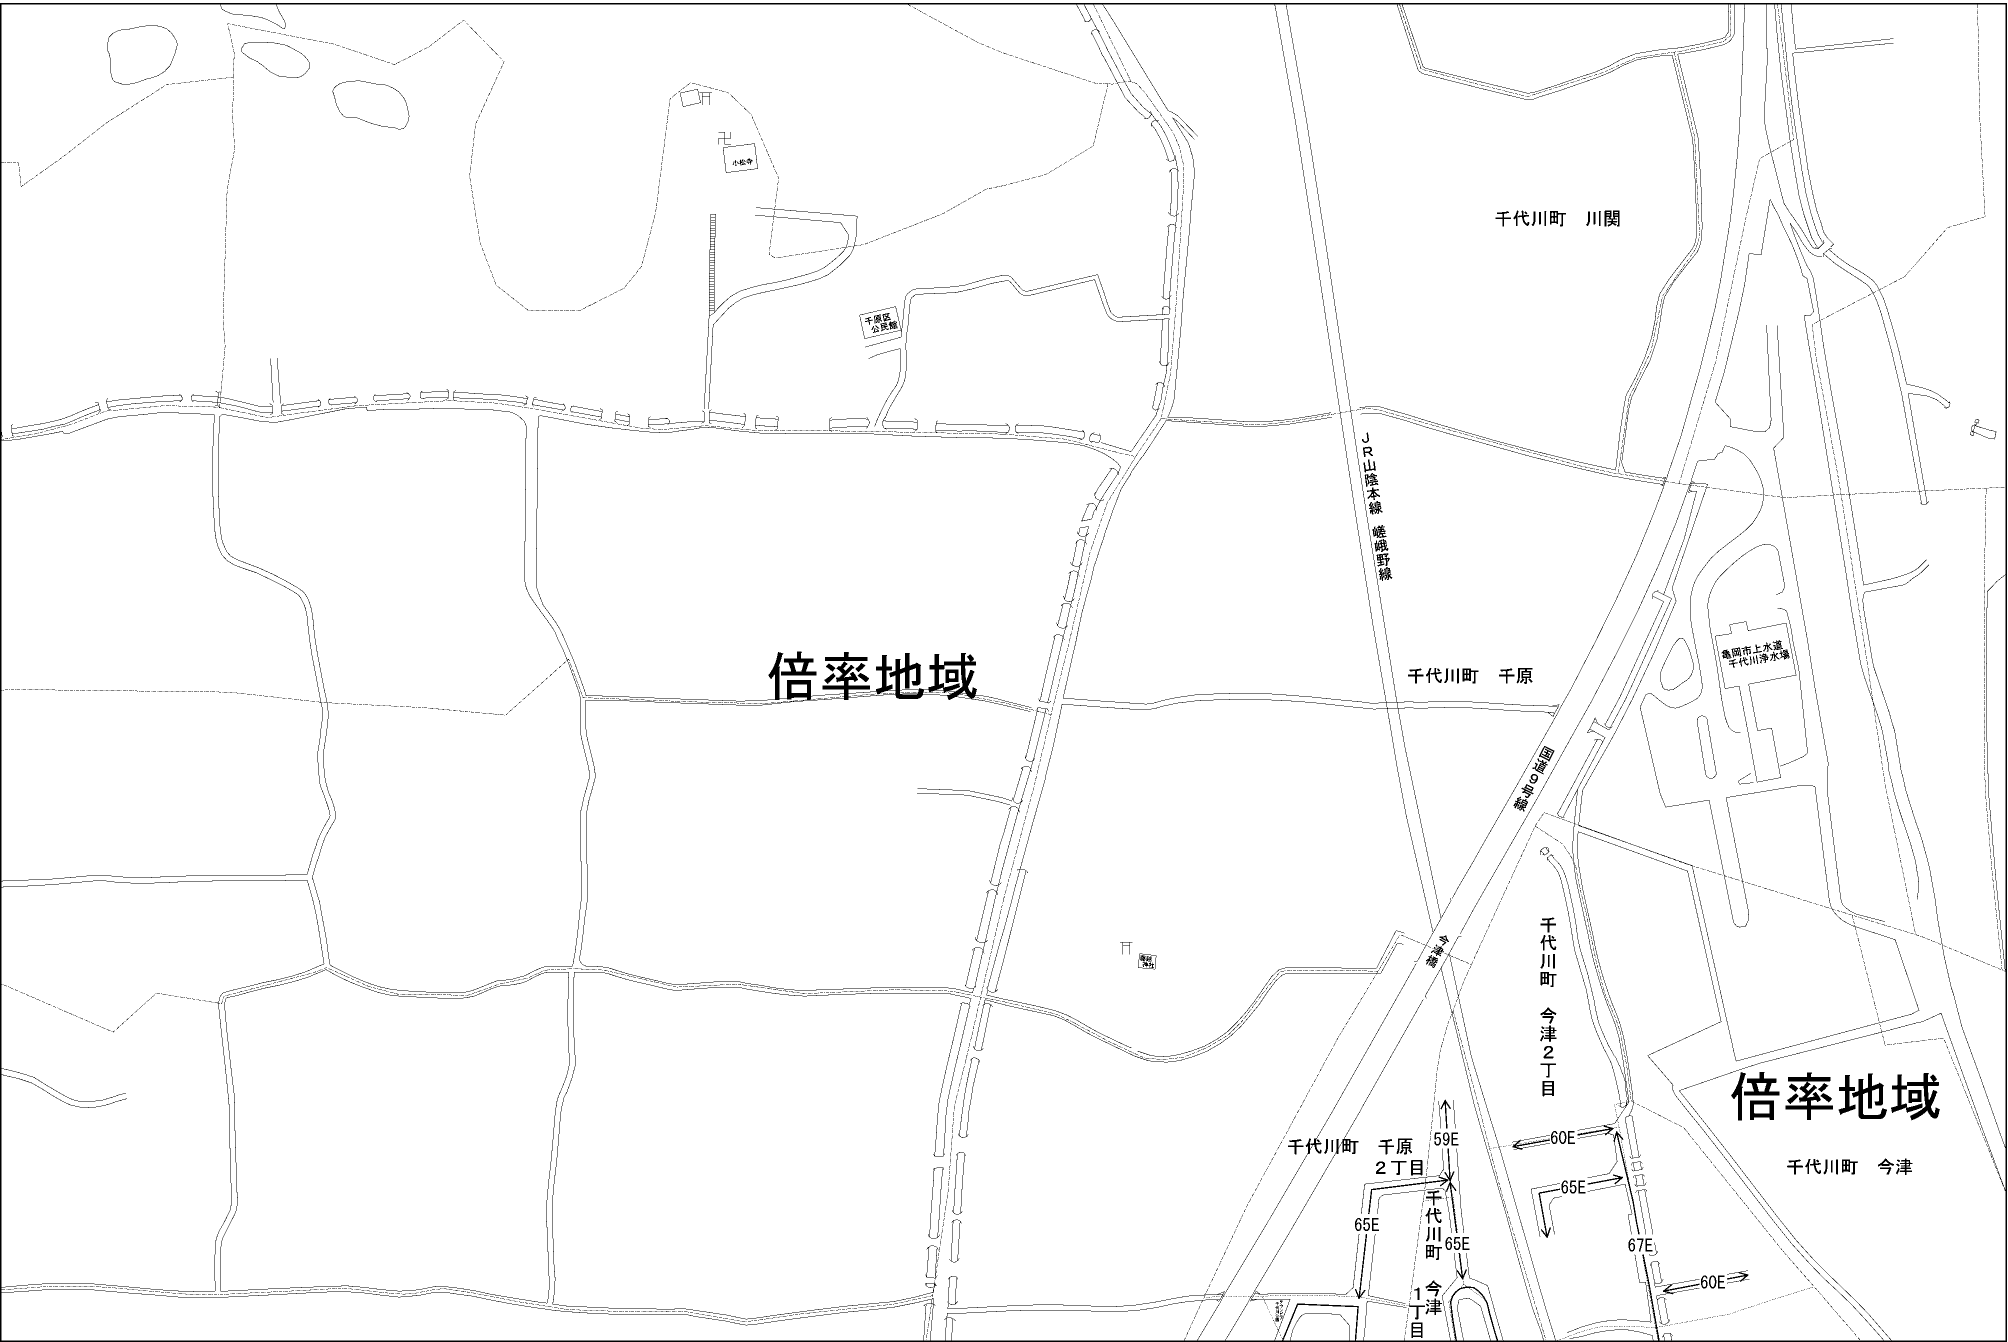 小松寺
千代川町 川関
千原区
公民館
JR山陰本線 嵯峨野線
倍率地域
千代川町 千原
亀岡市上水道
千代川浄水場
国道9号線
今津橋
千代川町 今津2丁目
倍率地域
千代川町 今津
千代川町 千原
2丁目
59E
60E
65E
65E
千代川町 今津
1丁目
65E
67E
60E